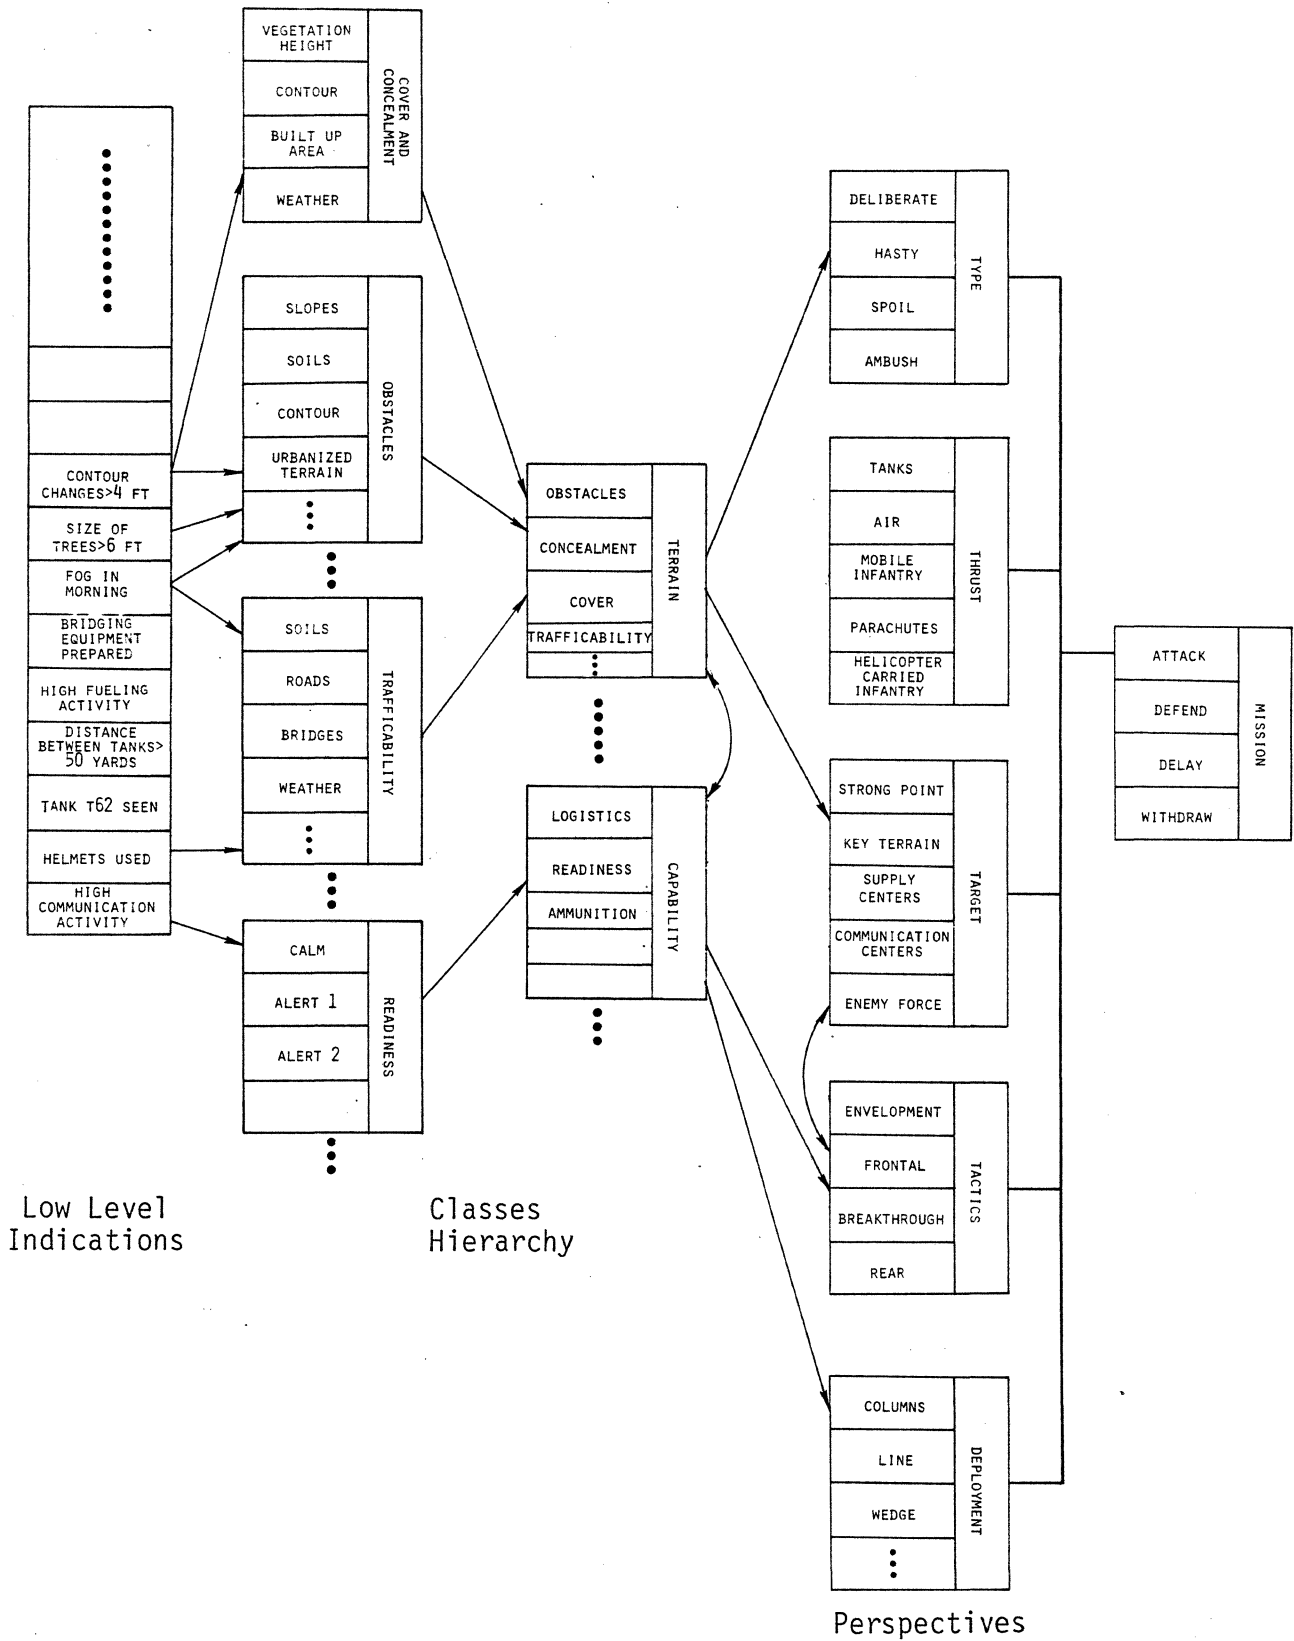 VEGETATION
HEIGHT
CONTOUR
BUILT UP
AREA
WEATHER
COVER AND
CONCEALMENT
CONTOUR
CHANGES>4 FT
SIZE OF
TREES>6 FT
FOG IN
MORNING
BRIDGING
EQUIPMENT
PREPARED
HIGH FUELING
ACTIVITY
DISTANCE
BETWEEN TANKS>
50 YARDS
TANK T62 SEEN
HELMETS USED
HIGH
COMMUNICATION
ACTIVITY
SLOPES
SOILS
CONTOUR
URBANIZED
TERRAIN
OBSTACLES
SOILS
ROADS
BRIDGES
WEATHER
TRAFFICABILITY
CALM
ALERT 1
ALERT 2
READINESS
OBSTACLES
CONCEALMENT
COVER
TRAFFICABILITY
TERRAIN
LOGISTICS
READINESS
AMMUNITION
CAPABILITY
DELIBERATE
HASTY
SPOIL
AMBUSH
TYPE
TANKS
AIR
MOBILE
INFANTRY
PARACHUTES
HELICOPTER
CARRIED
INFANTRY
THRUST
STRONG POINT
KEY TERRAIN
SUPPLY
CENTERS
COMMUNICATION
CENTERS
ENEMY FORCE
TARGET
ENVELOPMENT
FRONTAL
BREAKTHROUGH
REAR
TACTICS
COLUMNS
LINE
WEDGE
DEPLOYMENT
ATTACK
DEFEND
DELAY
WITHDRAW
MISSION
Low Level
Indications
Classes
Hierarchy
Perspectives